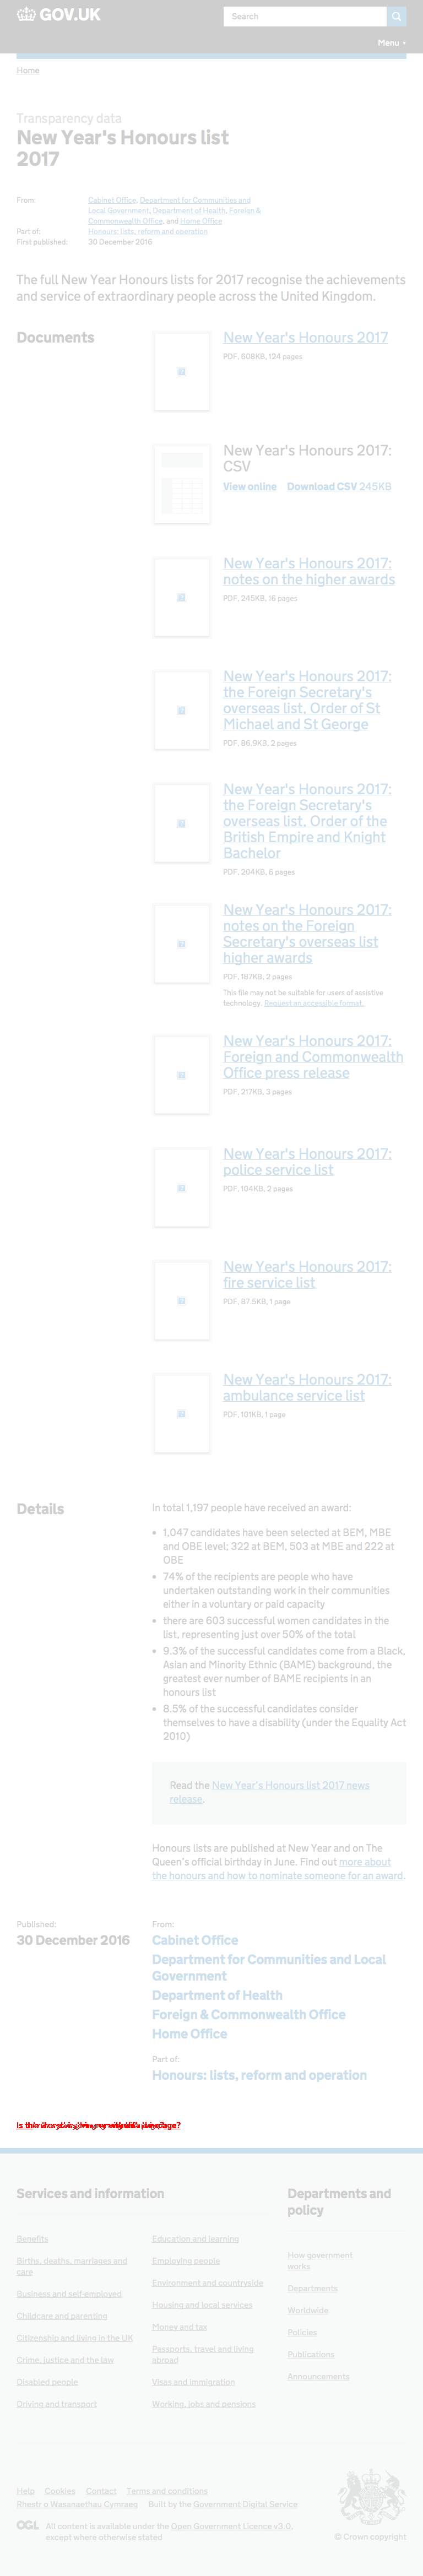 GOV.UK
Search
Menu
Home
Transparency data
New Year's Honours list
2017
From:
Cabinet Office, Department for Communities and
Local Government, Department of Health, Foreign &
Commonwealth Office, and Home Office
Part of:
Honours: lists, reform and operation
First published:
30 December 2016
The full New Year Honours lists for 2017 recognise the achievements
and service of extraordinary people across the United Kingdom.
Documents
New Year's Honours 2017
PDF, 608KB, 124 pages
New Year's Honours 2017:
CSV
View online Download CSV 245KB
New Year's Honours 2017:
notes on the higher awards
PDF, 245KB, 16 pages
New Year's Honours 2017:
the Foreign Secretary's
overseas list, Order of St
Michael and St George
PDF, 86.9KB, 2 pages
New Year's Honours 2017:
the Foreign Secretary's
overseas list, Order of the
British Empire and Knight
Bachelor
PDF, 204KB, 6 pages
New Year's Honours 2017:
notes on the Foreign
Secretary's overseas list
higher awards
PDF, 187KB, 2 pages
This file may not be suitable for users of assistive
technology. Request an accessible format.
New Year's Honours 2017:
Foreign and Commonwealth
Office press release
PDF, 217KB, 3 pages
New Year's Honours 2017:
police service list
PDF, 104KB, 2 pages
New Year's Honours 2017:
fire service list
PDF, 87.5KB, 1 page
New Year's Honours 2017:
ambulance service list
PDF, 101KB, 1 page
Details
In total 1,197 people have received an award:
• 1,047 candidates have been selected at BEM, MBE
and OBE level; 322 at BEM, 503 at MBE and 222 at
OBE
• 74% of the recipients are people who have
undertaken outstanding work in their communities
either in a voluntary or paid capacity
• there are 603 successful women candidates in the
list, representing just over 50% of the total
• 9.3% of the successful candidates come from a Black,
Asian and Minority Ethnic (BAME) background, the
greatest ever number of BAME recipients in an
honours list
• 8.5% of the successful candidates consider
themselves to have a disability (under the Equality Act
2010)
Read the New Year's Honours list 2017 news
release.
Honours lists are published at New Year and on The
Queen's official birthday in June. Find out more about
the honours and how to nominate someone for an award.
Published:
30 December 2016
From:
Cabinet Office
Department for Communities and Local
Government
Department of Health
Foreign & Commonwealth Office
Home Office
Part of:
Honours: lists, reform and operation
Is
page?
Services and information
Benefits
Births, deaths, marriages and
care
Business and self-employed
Childcare and parenting
Citizenship and living in the UK
Crime, justice and the law
Disabled people
Driving and transport
Education and learning
Employing people
Environment and countryside
Housing and local services
Money and tax
Passports, travel and living
abroad
Visas and immigration
Working, jobs and pensions
Departments and
policy
How government
works
Departments
Worldwide
Policies
Publications
Announcements
Help Cookies Contact Terms and conditions
Rhestr o Wasanaethau Cymraeg Built by the Government Digital Service
OGL All content is available under the Open Government Licence v3.0,
except where otherwise stated
© Crown copyright